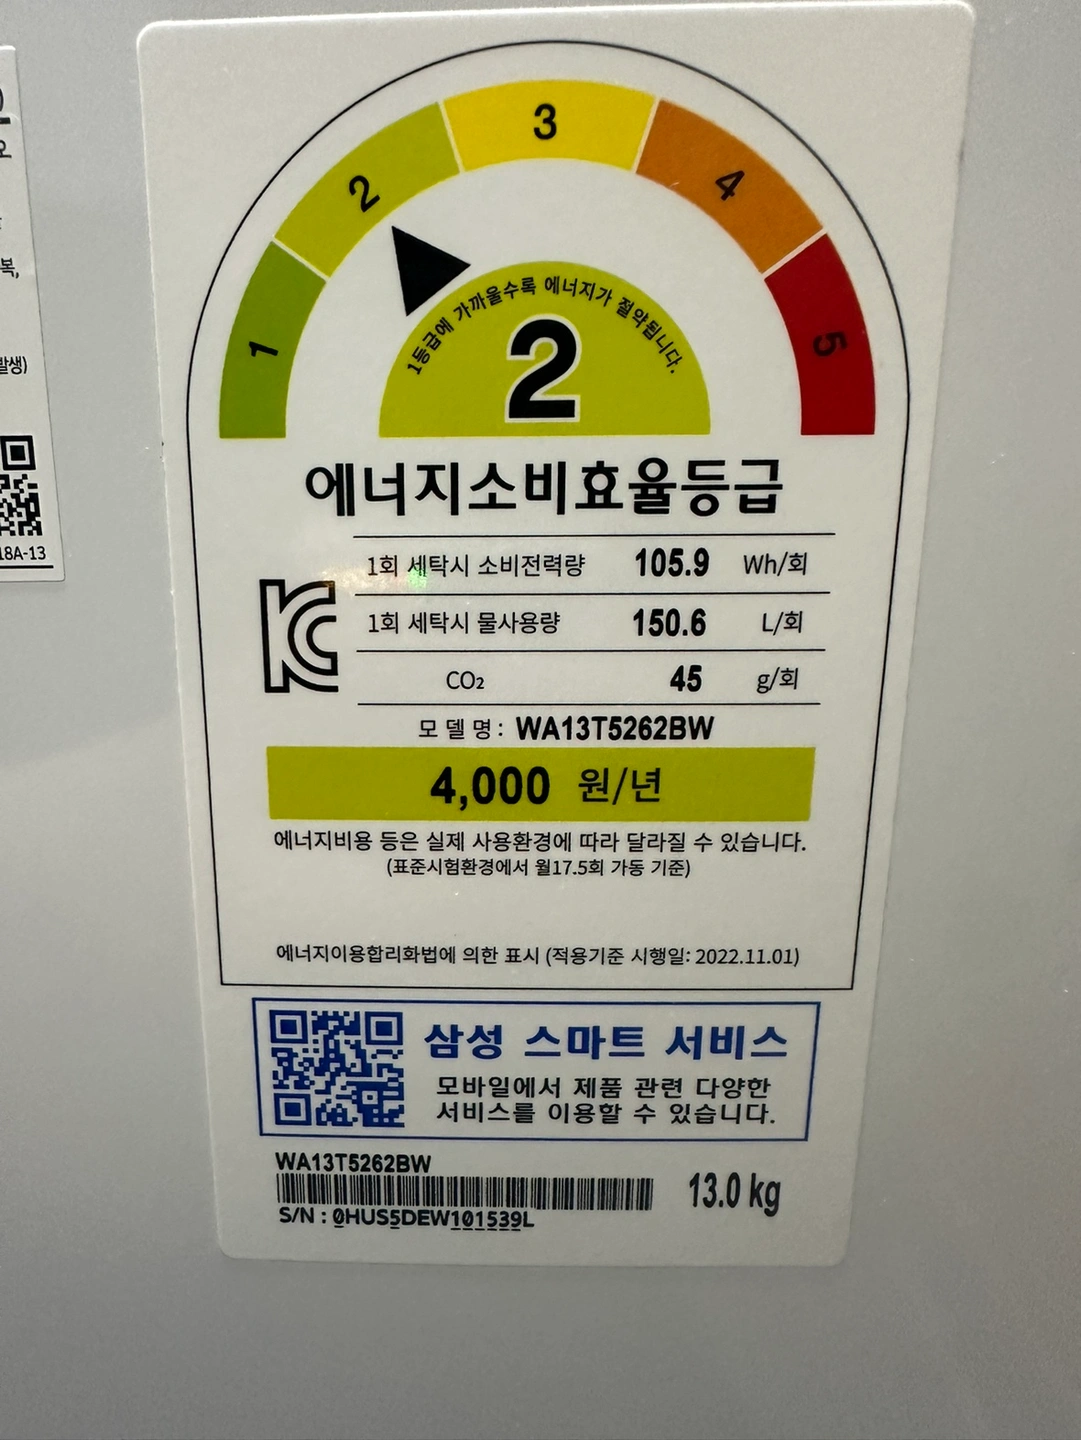 오
복,
발생)
18A-13
1
2
3
4
5
1등급에 가까울수록 에너지가 절약됩니다.
2
에너지소비효율등급
1회 세탁시 소비전력량 105.9 Wh/회
1회 세탁시 물사용량 150.6 L/회
CO₂ 45 g/회
모델명: WA13T5262BW
4,000 원/년
에너지비용 등은 실제 사용환경에 따라 달라질 수 있습니다.
(표준시험환경에서 월17.5회 가동 기준)
에너지이용합리화법에 의한 표시 (적용기준 시행일: 2022.11.01)
삼성 스마트 서비스
모바일에서 제품 관련 다양한
서비스를 이용할 수 있습니다.
WA13T5262BW
13.0 kg
S/N : 0HUS5DEW101539L